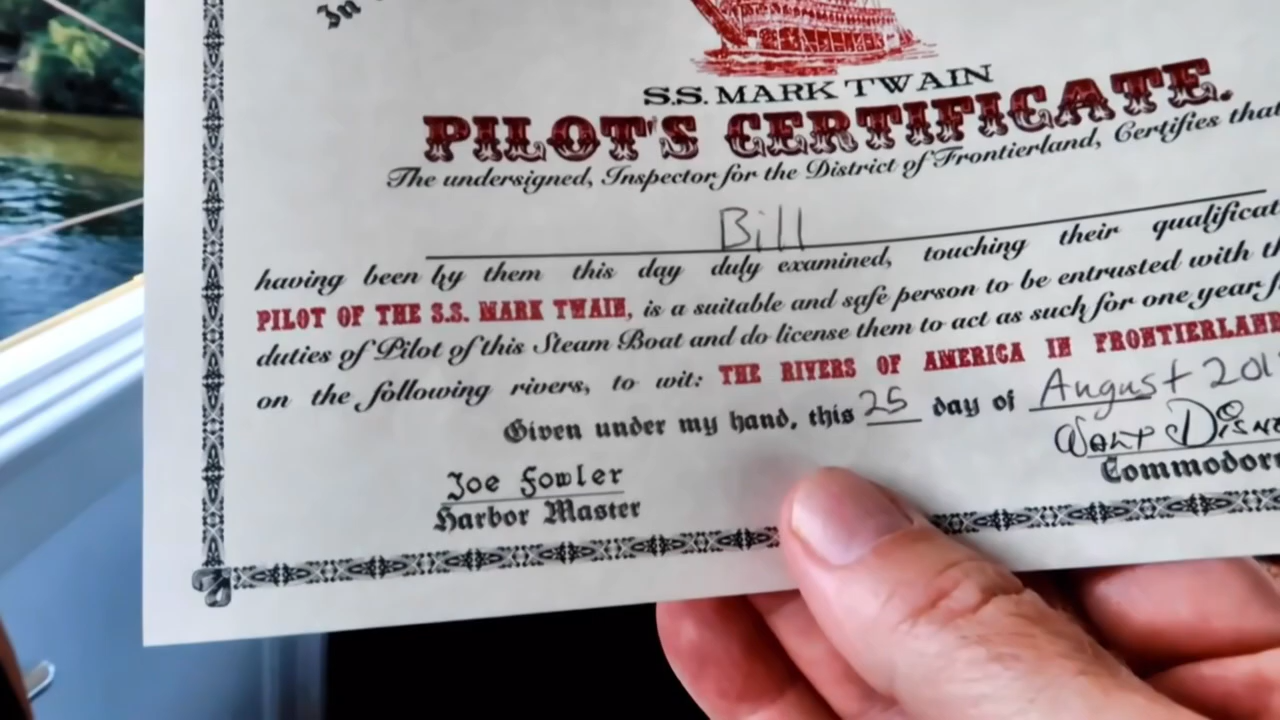 In
S.S. MARK TWAIN
PILOT'S CERTIFICATE.
The undersigned, Inspector for the District of Frontierland, Certifies that
Bill
having been by them this day duly examined, touching their
PILOT OF THE S.S. MARK TWAIN, is a suitable and safe person to be entrusted with
duties of Pilot of this Steam Boat and do license them to act as such for one year
on the following rivers, to wit: THE RIVERS OF AMERICA IN FRONTIERLAND
Given under my hand, this 25 day of August 201
Walt Disne
Joe Fowler
Commodore
Harbor Master